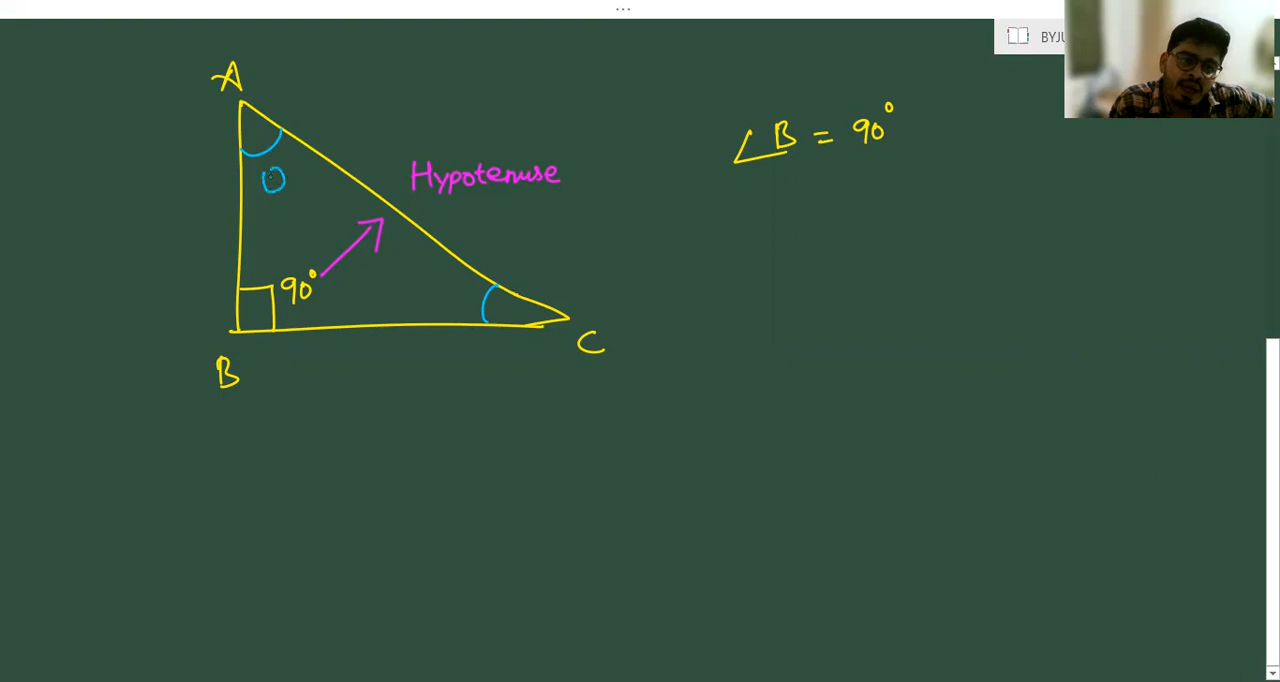 BYJU
A
∠B = 90°
Hypotenuse
θ
90°
C
B